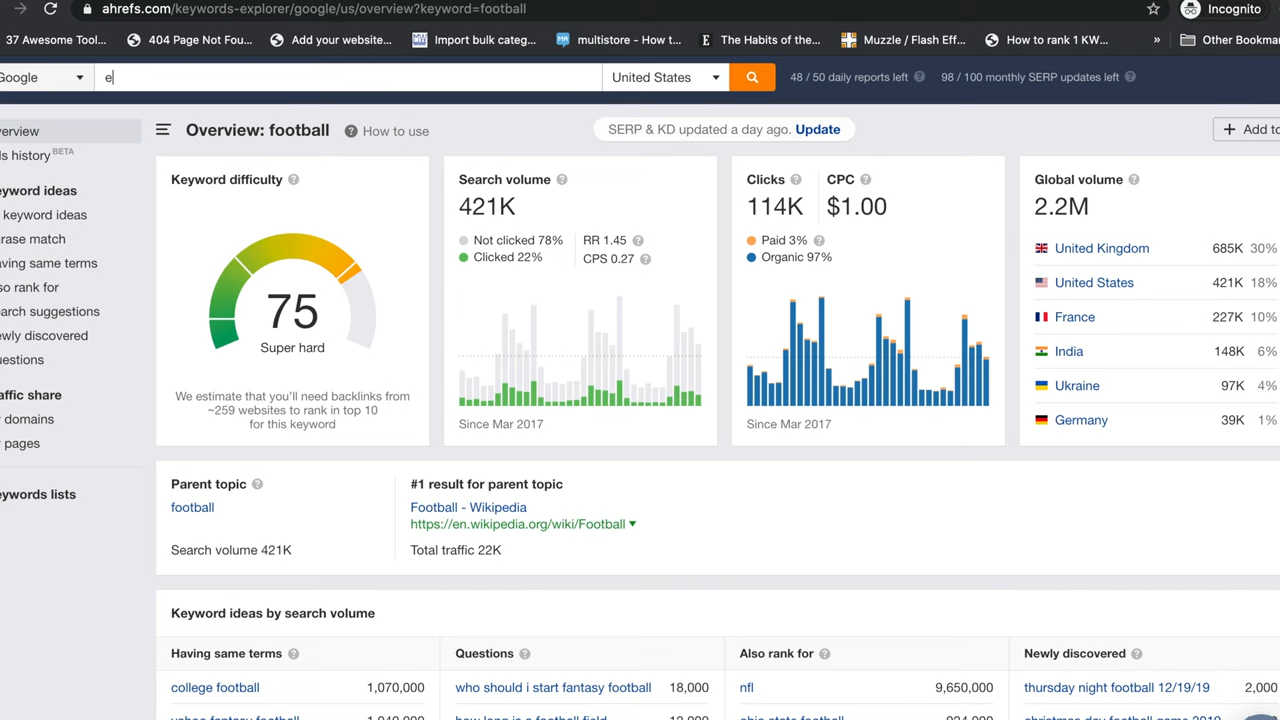 ahrefs.com/keywords-explorer/google/us/overview?keyword=football
Incognito
37 Awesome Tool...
404 Page Not Fou...
Add your website...
MW
Import bulk categ...
MA
multistore - How t...
E
The Habits of the...
Muzzle / Flash Eff...
How to rank 1 KW...
»
Other Bookmar
Google
e
United States
48 / 50 daily reports left ?
98 / 100 monthly SERP updates left ?
verview
ds history BETA
eyword ideas
keyword ideas
rase match
aving same terms
so rank for
earch suggestions
ewly discovered
uestions
affic share
domains
pages
eywords lists
Overview: football
? How to use
SERP & KD updated a day ago. Update
+ Add to
Keyword difficulty ?
75
Super hard
We estimate that you'll need backlinks from
~259 websites to rank in top 10
for this keyword
Search volume ?
421K
Not clicked 78%
Clicked 22%
RR 1.45 ?
CPS 0.27 ?
Since Mar 2017
Clicks ?
114K
CPC ?
$1.00
Paid 3% ?
Organic 97%
Since Mar 2017
Global volume ?
2.2M
United Kingdom 685K 30%
United States 421K 18%
France 227K 10%
India 148K 6%
Ukraine 97K 4%
Germany 39K 1%
Parent topic ?
football
Search volume 421K
#1 result for parent topic
Football - Wikipedia
https://en.wikipedia.org/wiki/Football
Total traffic 22K
Keyword ideas by search volume
Having same terms ?
college football 1,070,000
Questions ?
who should i start fantasy football 18,000
Also rank for ?
nfl 9,650,000
Newly discovered ?
thursday night football 12/19/19 2,000